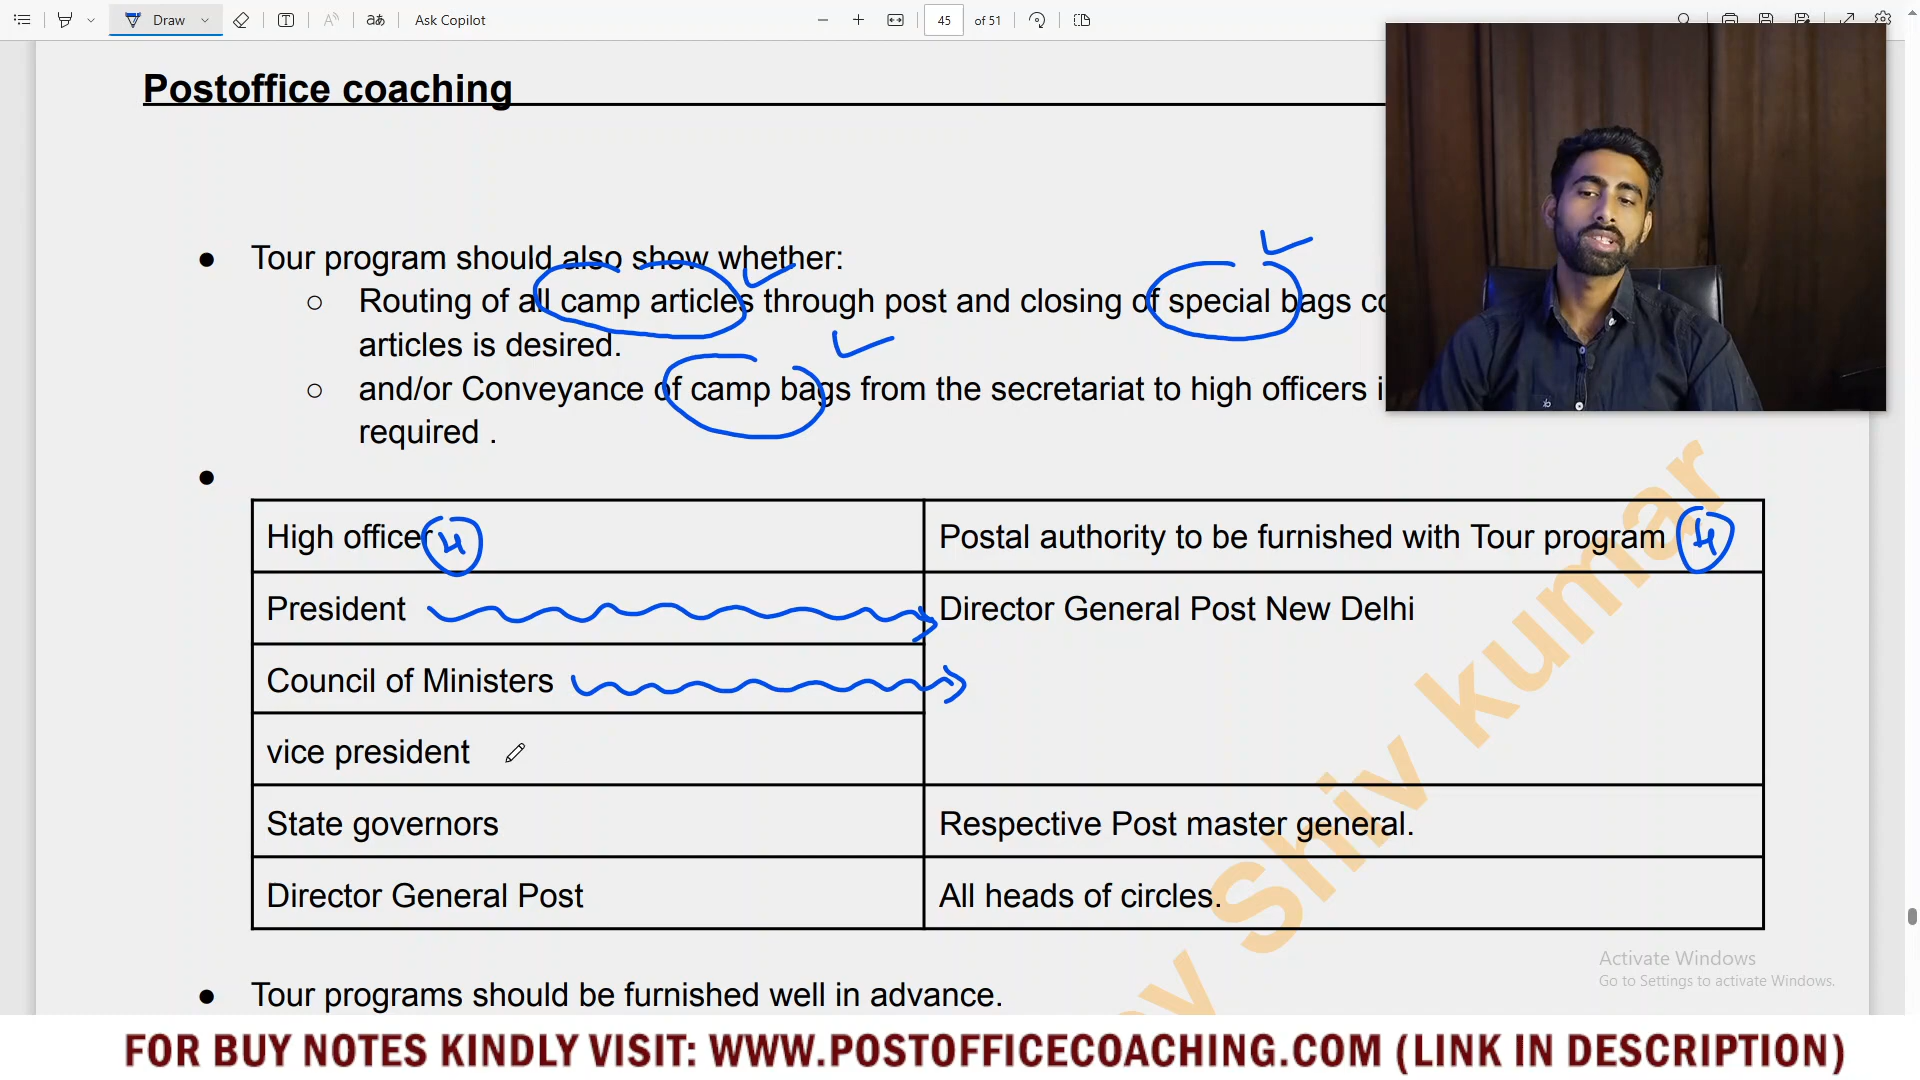 Draw
Ask Copilot
45 of 51
Postoffice coaching
● Tour program should also show whether:
○ Routing of all camp articles through post and closing of special bags
articles is desired.
○ and/or Conveyance of camp bags from the secretariat to high officers
required .
●
High officer 4 Postal authority to be furnished with Tour program 4
President Director General Post New Delhi
Council of Ministers
vice president
State governors Respective Post master general.
Director General Post All heads of circles.
● Tour programs should be furnished well in advance.
Shiv kumar
Activate Windows
Go to Settings to activate Windows.
FOR BUY NOTES KINDLY VISIT: WWW.POSTOFFICECOACHING.COM (LINK IN DESCRIPTION)